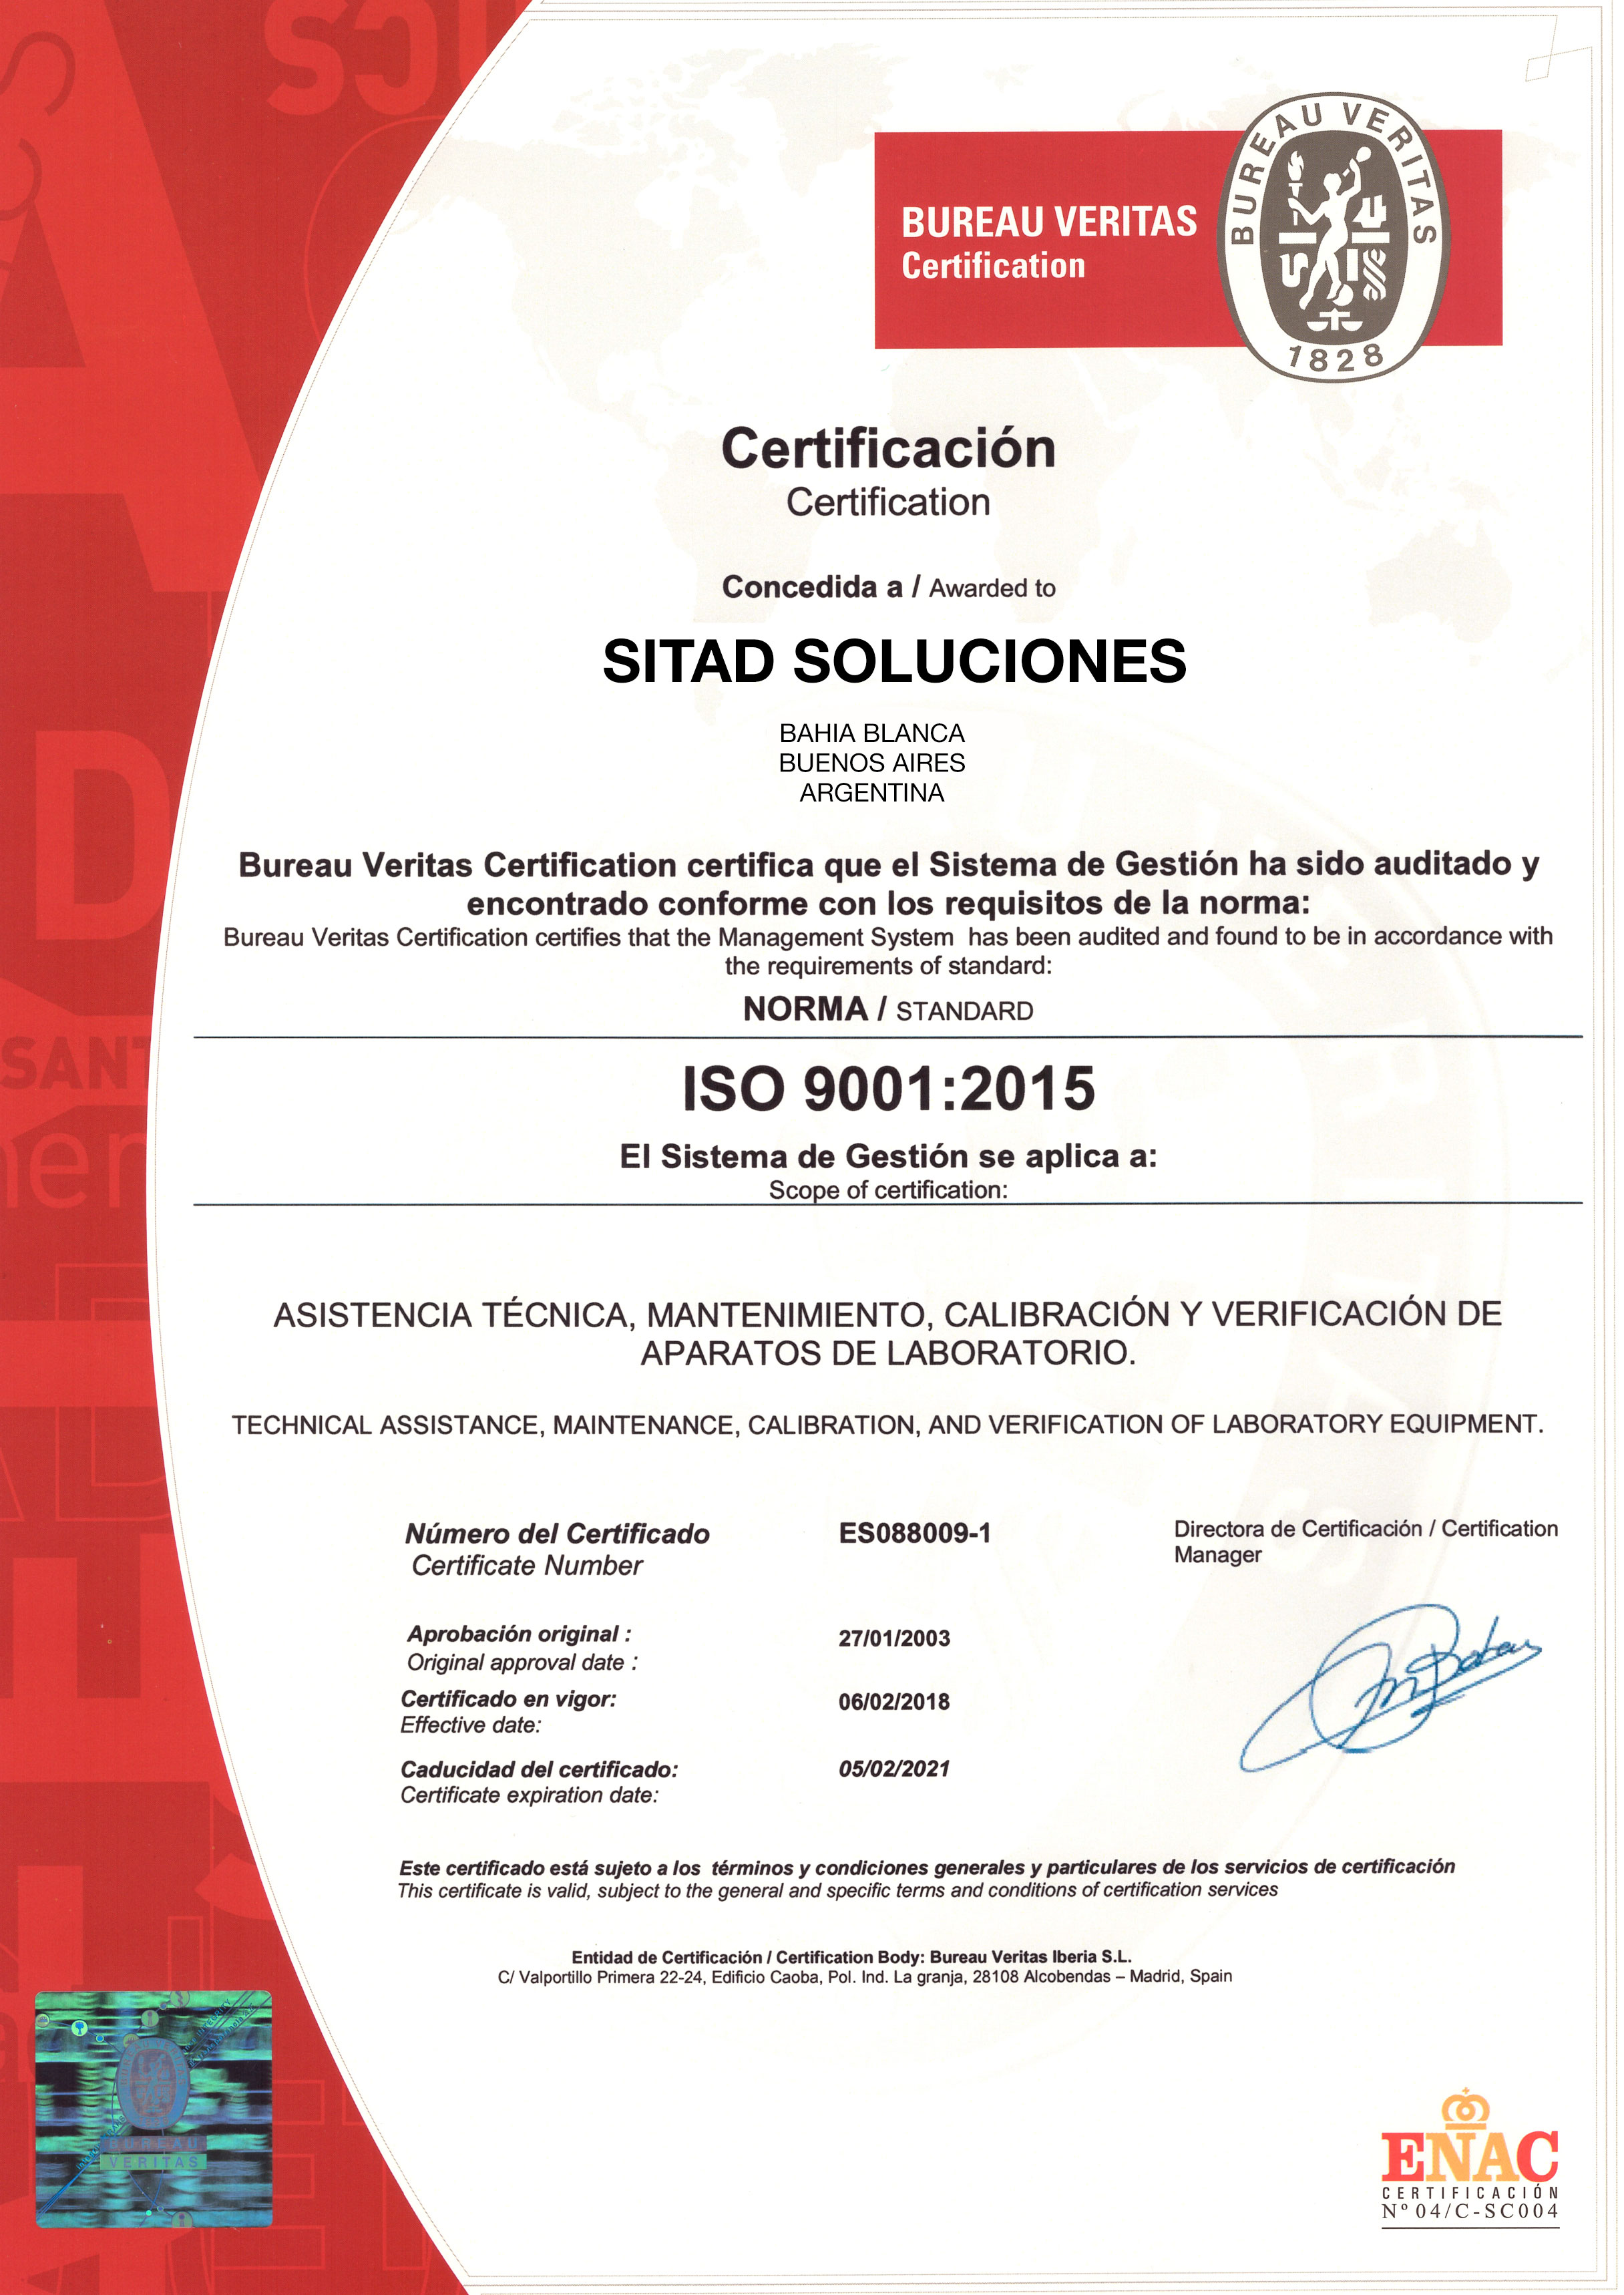 BUREAU VERITAS
Certification
BUREAU VERITAS
1828
Certificación
Certification
Concedida a / Awarded to
SITAD SOLUCIONES
BAHIA BLANCA
BUENOS AIRES
ARGENTINA
Bureau Veritas Certification certifica que el Sistema de Gestión ha sido auditado y
encontrado conforme con los requisitos de la norma:
Bureau Veritas Certification certifies that the Management System has been audited and found to be in accordance with
the requirements of standard:
NORMA / STANDARD
ISO 9001:2015
El Sistema de Gestión se aplica a:
Scope of certification:
ASISTENCIA TÉCNICA, MANTENIMIENTO, CALIBRACIÓN Y VERIFICACIÓN DE
APARATOS DE LABORATORIO.
TECHNICAL ASSISTANCE, MAINTENANCE, CALIBRATION, AND VERIFICATION OF LABORATORY EQUIPMENT.
Número del Certificado ES088009-1
Certificate Number
Directora de Certificación / Certification
Manager
Aprobación original : 27/01/2003
Original approval date :
Certificado en vigor: 06/02/2018
Effective date:
Caducidad del certificado: 05/02/2021
Certificate expiration date:
Este certificado está sujeto a los términos y condiciones generales y particulares de los servicios de certificación
This certificate is valid, subject to the general and specific terms and conditions of certification services
Entidad de Certificación / Certification Body: Bureau Veritas Iberia S.L.
C/ Valportillo Primera 22-24, Edificio Caoba, Pol. Ind. La granja, 28108 Alcobendas – Madrid, Spain
BUREAU
VERITAS
ENAC
CERTIFICACIÓN
Nº 04/C-SC004